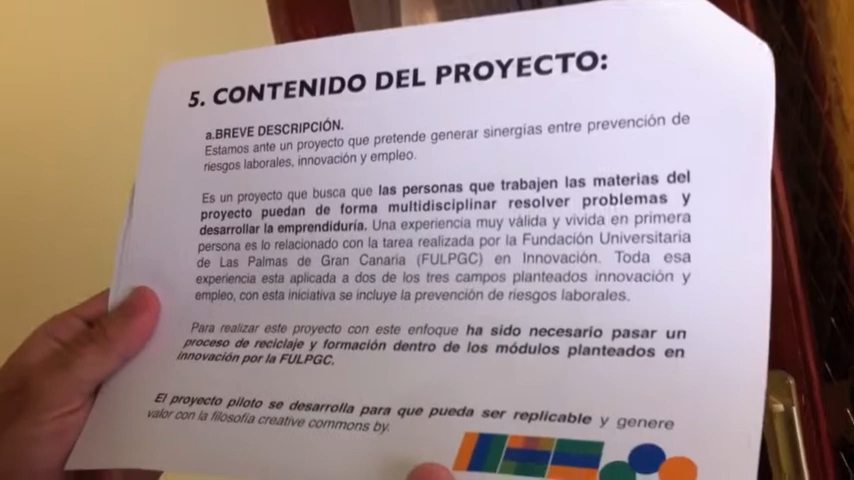 5. CONTENIDO DEL PROYECTO:
a.BREVE DESCRIPCIÓN.
Estamos ante un proyecto que pretende generar sinergías entre prevención de
riesgos laborales, innovación y empleo.
Es un proyecto que busca que las personas que trabajen las materias del
proyecto puedan de forma multidisciplinar resolver problemas y
desarrollar la emprendiduría. Una experiencia muy válida y vivida en primera
persona es lo relacionado con la tarea realizada por la Fundación Universitaria
de Las Palmas de Gran Canaria (FULPGC) en Innovación. Toda esa
experiencia esta aplicada a dos de los tres campos planteados innovación y
empleo, con esta iniciativa se incluye la prevención de riesgos laborales.
Para realizar este proyecto con este enfoque ha sido necesario pasar un
proceso de reciclaje y formación dentro de los módulos planteados en
innovación por la FULPGC.
El proyecto piloto se desarrolla para que pueda ser replicable y genere
valor con la filosofía creative commons by.